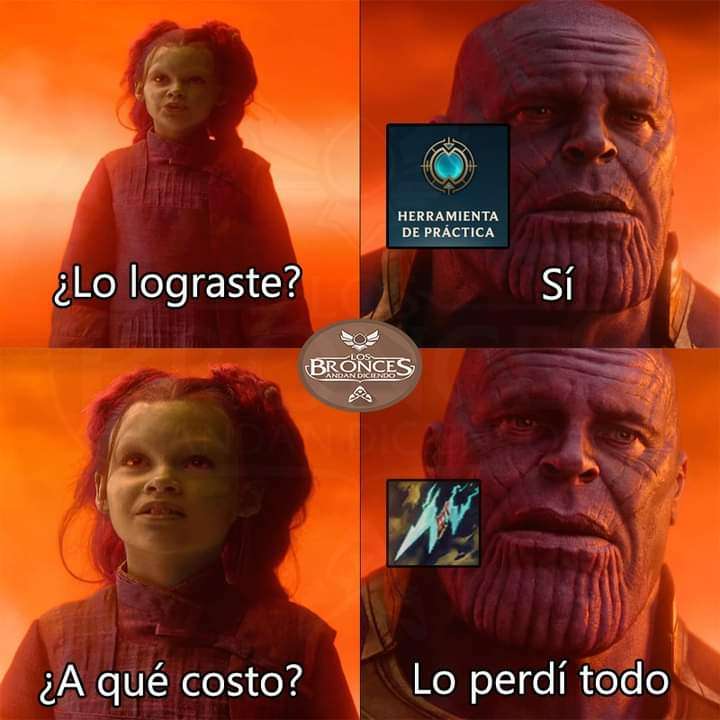 HERRAMIENTA
DE PRÁCTICA
¿Lo lograste?
Sí
LOS
BRONCES
ANDAN DICIENDO
¿A qué costo?
Lo perdí todo